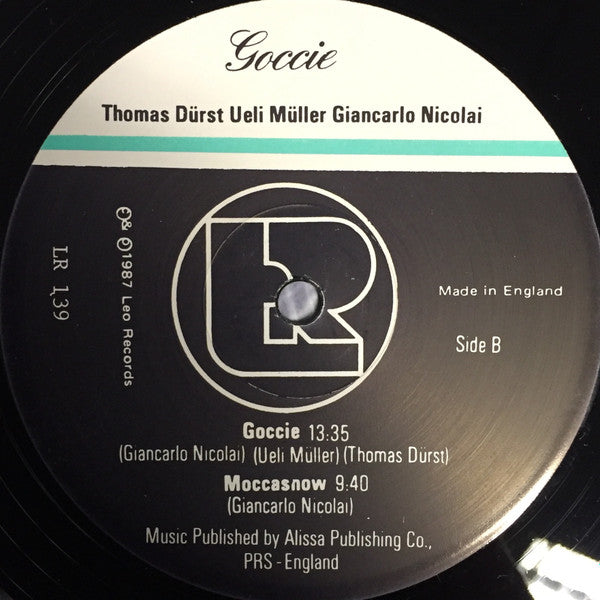 Goccie
Thomas Dürst Ueli Müller Giancarlo Nicolai
LR 139
℗ & © 1987 Leo Records
LR
Made in England
Side B
Goccie 13:35
(Giancarlo Nicolai) (Ueli Müller) (Thomas Dürst)
Moccasnow 9:40
(Giancarlo Nicolai)
Music Published by Alissa Publishing Co.,
PRS - England